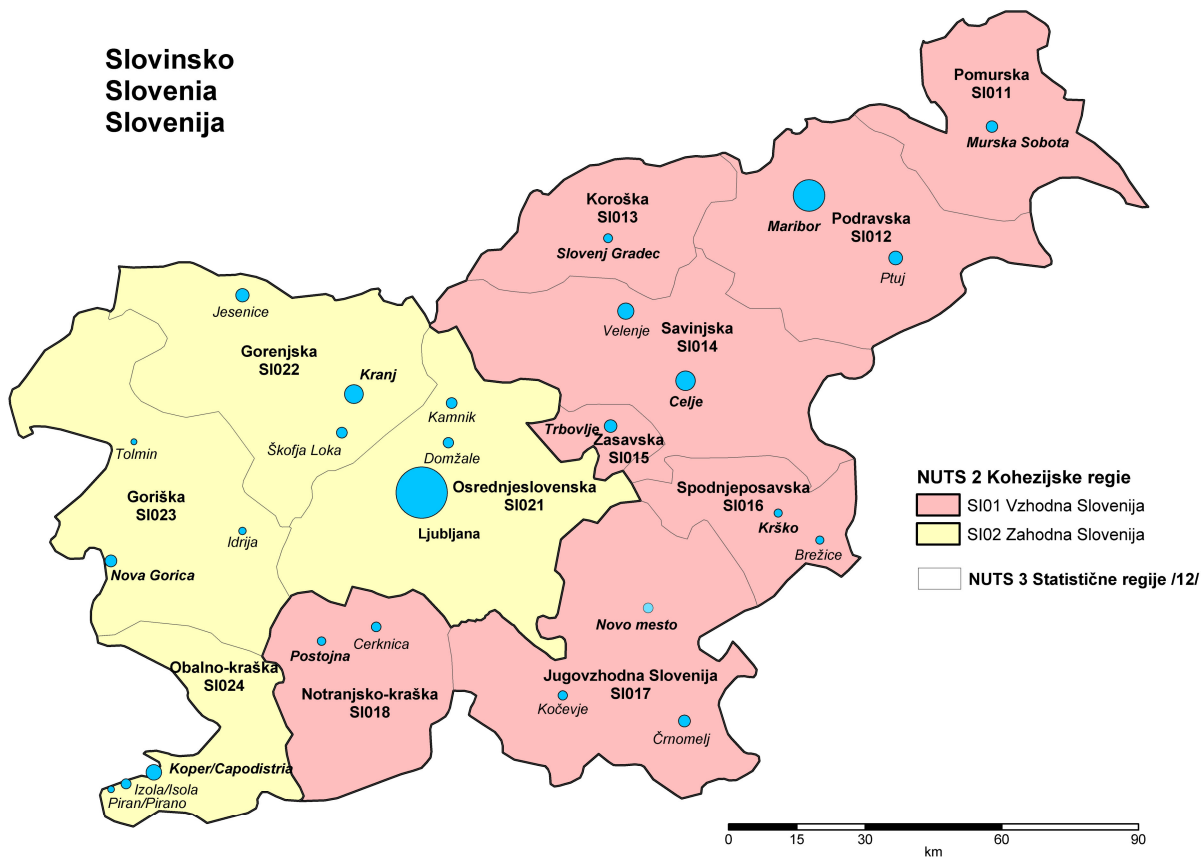 Slovinsko
Slovenia
Slovenija
Pomurska
SI011
Murska Sobota
Koroška
SI013
Slovenj Gradec
Maribor
Podravska
SI012
Ptuj
Jesenice
Velenje
Savinjska
SI014
Gorenjska
SI022
Kranj
Celje
Kamnik
Trbovlje
Zasavska
SI015
Škofja Loka
Tolmin
Domžale
Osrednjeslovenska
SI021
Ljubljana
Spodnjeposavska
SI016
Krško
Brežice
Goriška
SI023
Idrija
Nova Gorica
NUTS 2 Kohezijske regie
SI01 Vzhodna Slovenija
SI02 Zahodna Slovenija
NUTS 3 Statistične regije /12/
Novo mesto
Postojna
Cerknica
Obalno-kraška
SI024
Notranjsko-kraška
SI018
Jugovzhodna Slovenija
SI017
Kočevje
Črnomelj
Koper/Capodistria
Izola/Isola
Piran/Pirano
0 15 30 60 90
km